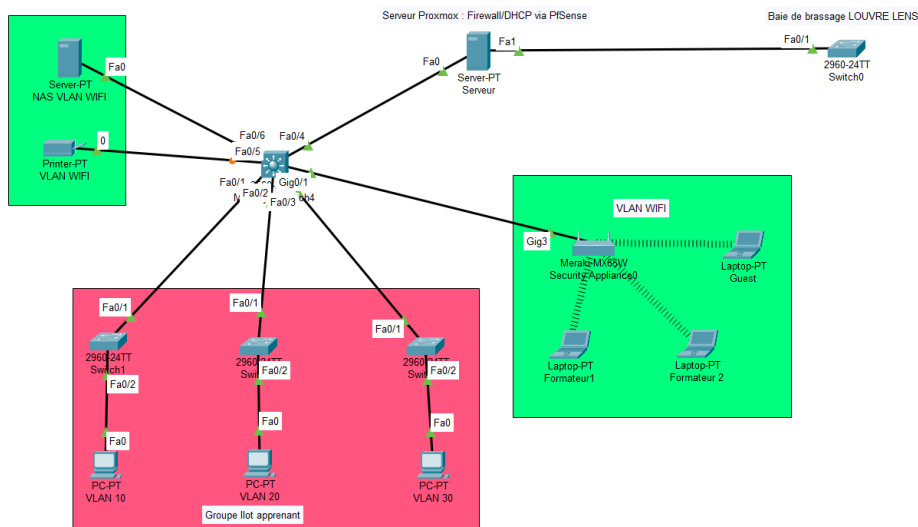 Serveur Proxmox : Firewall/DHCP via PfSense
Baie de brassage LOUVRE LENS
Fa0
Server-PT
NAS VLAN WIFI
Fa0
Fa1
Server-PT
Serveur
Fa0/1
2960-24TT
Switch0
0
Printer-PT
VLAN WIFI
Fa0/6
Fa0/5
Fa0/4
Fa0/1
Fa0/2
Fa0/3
Gig0/1
VLAN WIFI
Gig3
Meraki-MX65W
Security Appliance0
Laptop-PT
Guest
Laptop-PT
Formateur1
Laptop-PT
Formateur 2
Fa0/1
2960-24TT
Switch1
Fa0/2
Fa0
PC-PT
VLAN 10
Fa0/1
2960-24TT
Fa0/2
Fa0
PC-PT
VLAN 20
Fa0/1
2960-24TT
Fa0/2
Fa0
PC-PT
VLAN 30
Groupe Ilot apprenant